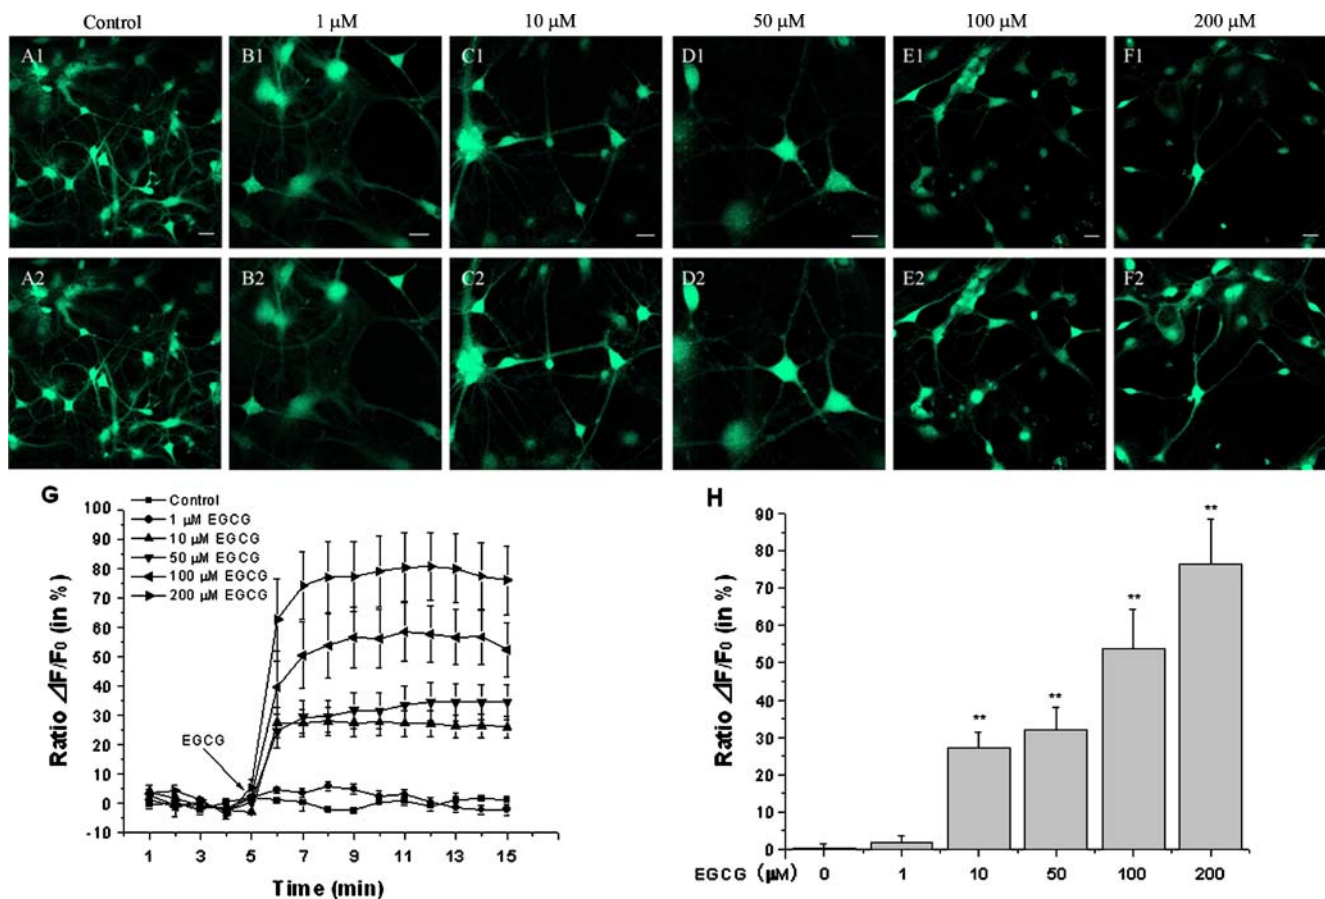 Control 1 μM 10 μM 50 μM 100 μM 200 μM
A1 B1 C1 D1 E1 F1
A2 B2 C2 D2 E2 F2
G
Control
1 μM EGCG
10 μM EGCG
50 μM EGCG
100 μM EGCG
200 μM EGCG
100
90
80
70
60
50
40
30
20
10
0
-10
Ratio ΔF/F0 (in %)
EGCG
1 3 5 7 9 11 13 15
Time (min)
H
90
80
70
60
50
40
30
20
10
0
Ratio ΔF/F0 (in %)
** ** ** **
EGCG (μM) 0 1 10 50 100 200